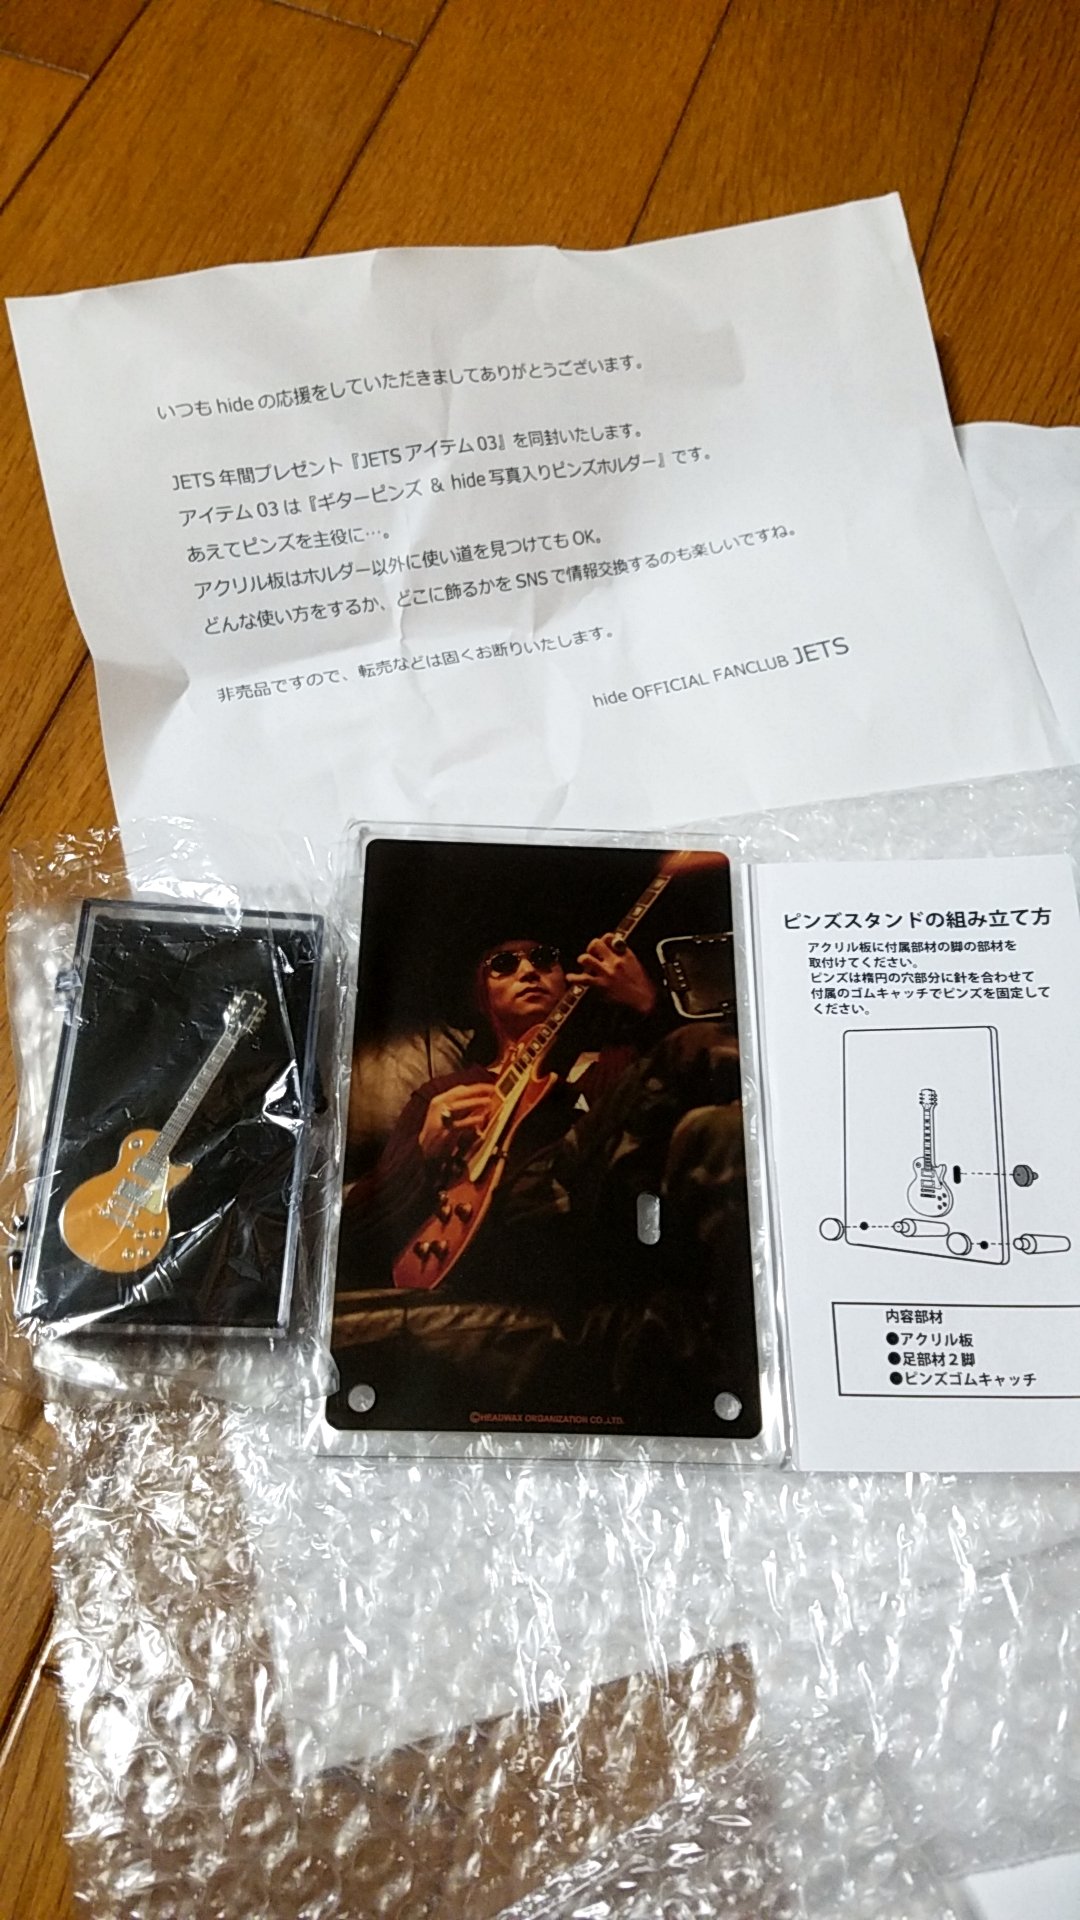 いつも hide の応援をしていただきましてありがとうございます。
JETS 年間プレゼント『JETS アイテム 03』を同封いたします。
アイテム 03 は『ギターピンズ & hide 写真入りピンズホルダー』です。
あえてピンズを主役に…。
アクリル板はホルダー以外に使い道を見つけてもOK。
どんな使い方をするか、どこに飾るかを SNS で情報交換するのも楽しいですね。
非売品ですので、転売などは固くお断りいたします。
hide OFFICIAL FANCLUB JETS
©HEADWAX ORGANIZATION CO.,LTD.
ピンズスタンドの組み立て方
アクリル板に付属部材の脚の部材を
取付けてください。
ピンズは楕円の穴部分に針を合わせて
付属のゴムキャッチでピンズを固定して
ください。
内容部材
●アクリル板
●足部材２脚
●ピンズゴムキャッチ